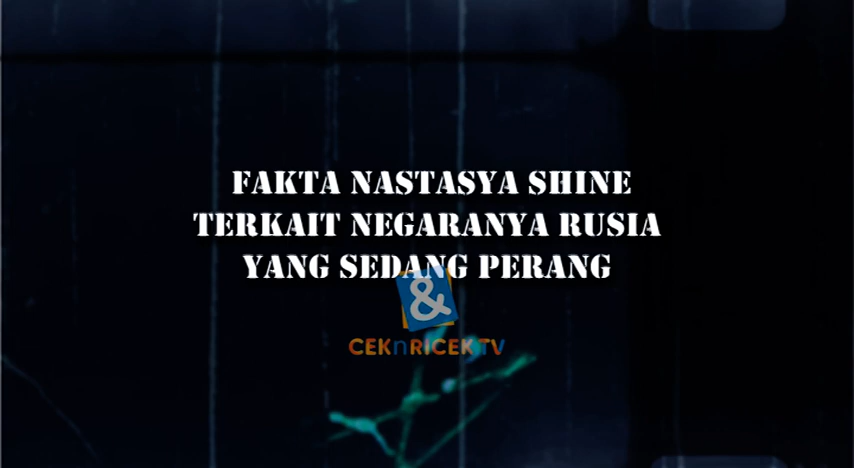 FAKTA NASTASYA SHINE
TERKAIT NEGARANYA RUSIA
YANG SEDANG PERANG
&
CEKnRICEK TV